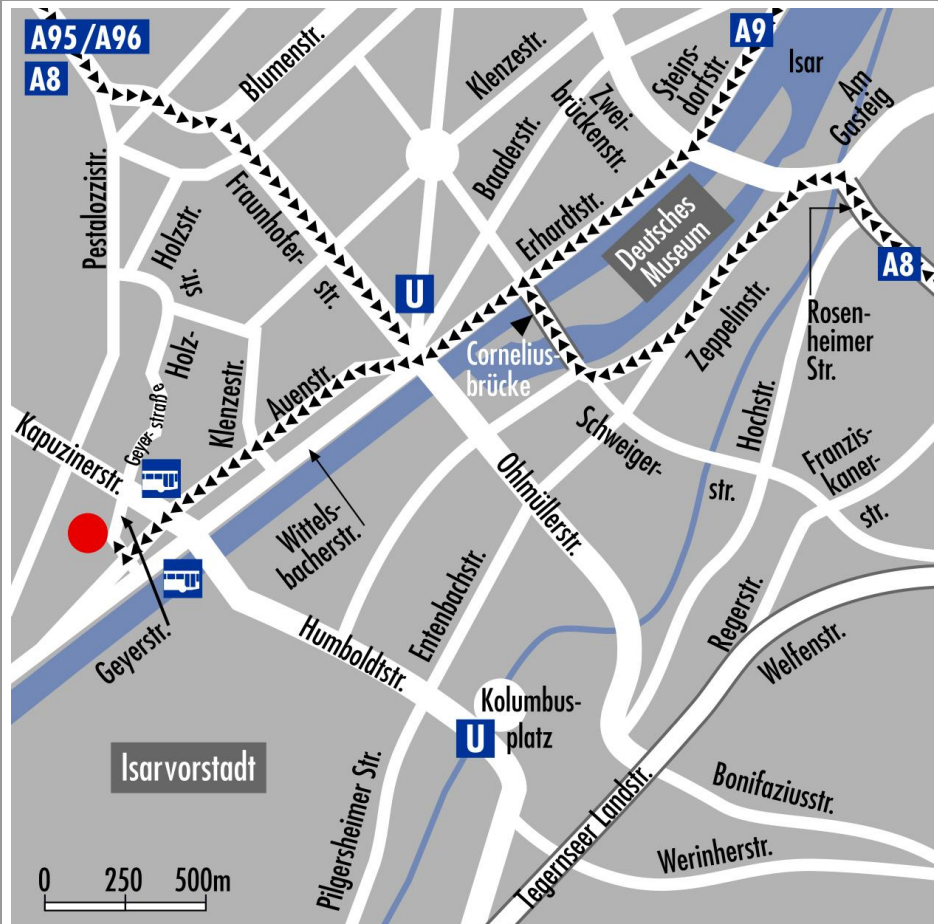 A95/A96
A8
Blumenstr.
Klenzestr.
Zwei-
brückenstr.
Steins-
dorfstr.
A9
Isar
Am
Gasteig
Pestalozzistr.
Holzstr.
Fraunhofer-
str.
Baaderstr.
Erhardtstr.
Deutsches
Museum
A8
U
Holz-
str.
Cornelius-
brücke
Zeppelinstr.
Rosen-
heimer
Str.
Geyer-straße
Klenzestr.
Auenstr.
Kapuzinerstr.
Schweiger-
str.
Hochstr.
Franzis-
kaner-
str.
Wittels-
bacherstr.
Ohlmüllerstr.
Geyerstr.
Humboldtstr.
Entenbachstr.
Regerstr.
Welfenstr.
Kolumbus-
platz
U
Isarvorstadt
Pilgersheimer Str.
Tegernseer Landstr.
Bonifaziusstr.
Werinherstr.
0 250 500m